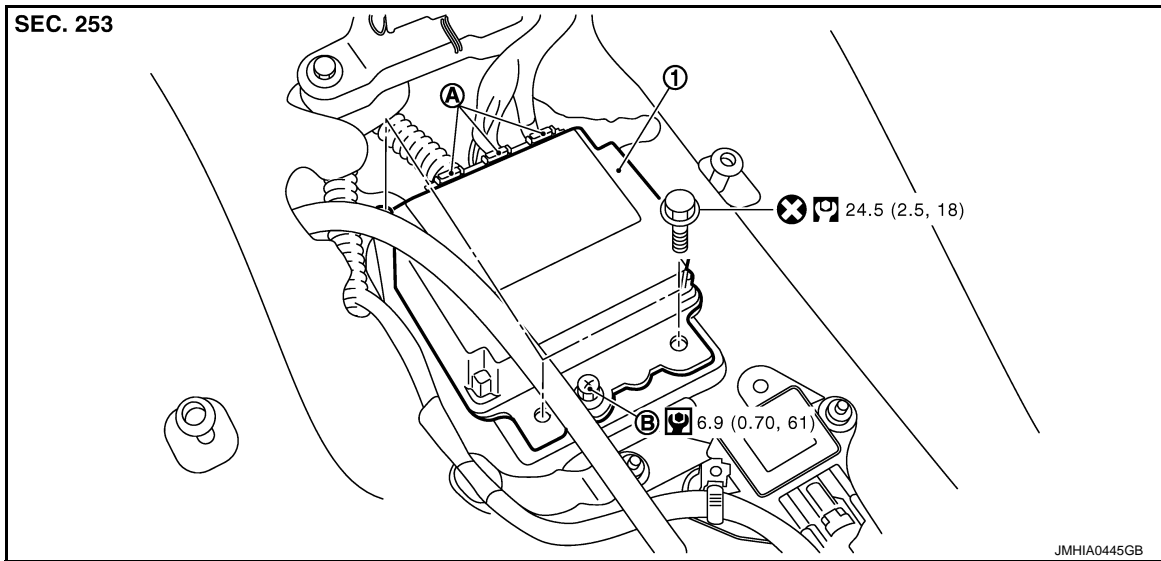 SEC. 253
A
1
24.5 (2.5, 18)
B 6.9 (0.70, 61)
JMHIA0445GB